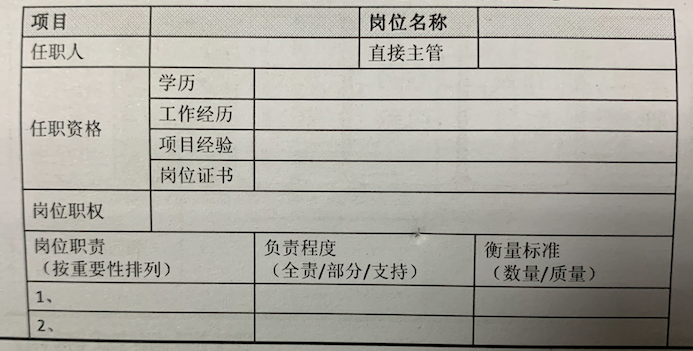 项目 岗位名称
任职人 直接主管
任职资格
学历
工作经历
项目经验
岗位证书
岗位职权
岗位职责 负责程度 衡量标准
（按重要性排列） （全责/部分/支持） （数量/质量）
1、
2、